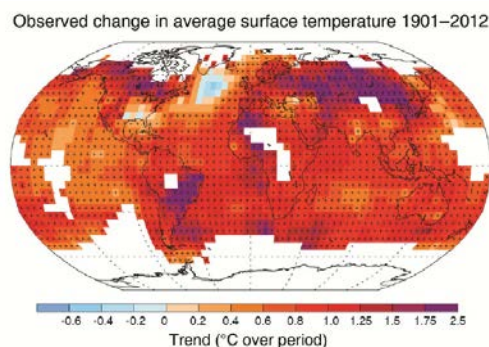 Observed change in average surface temperature 1901–2012
-0.6 -0.4 -0.2 0 0.2 0.4 0.6 0.8 1.0 1.25 1.5 1.75 2.5
Trend (°C over period)